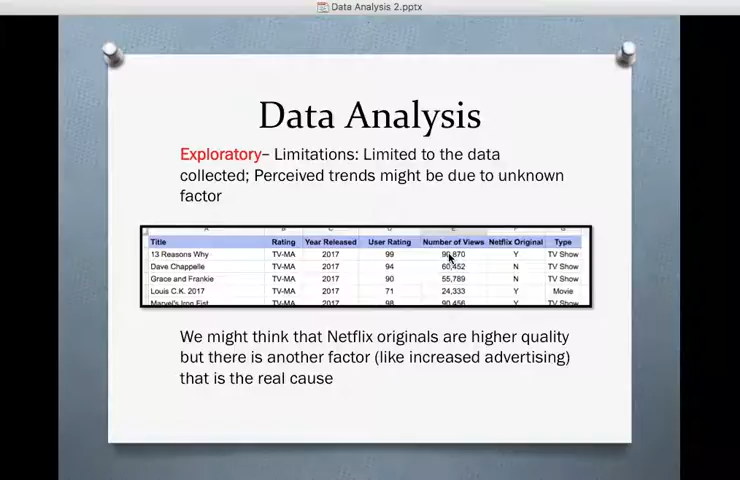 Data Analysis 2.pptx
Data Analysis
Exploratory– Limitations: Limited to the data
collected; Perceived trends might be due to unknown
factor
Title Rating Year Released User Rating Number of Views Netflix Original Type
13 Reasons Why TV-MA 2017 99 Y TV Show
Dave Chappelle TV-MA 2017 94 60,452 N TV Show
Grace and Frankie TV-MA 2017 90 55,789 N TV Show
Louis C.K. 2017 TV-MA 2017 71 24,333 Y Movie
Marvel's Iron Fist TV-MA 2017 98 90,456 Y TV Show
We might think that Netflix originals are higher quality
but there is another factor (like increased advertising)
that is the real cause